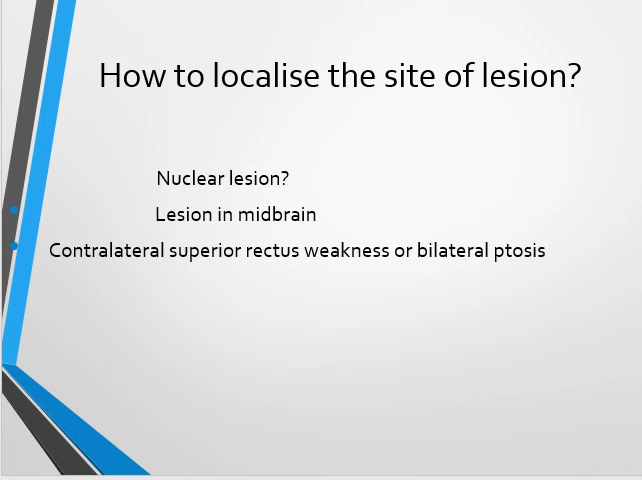 How to localise the site of lesion?
Nuclear lesion?
Lesion in midbrain
Contralateral superior rectus weakness or bilateral ptosis